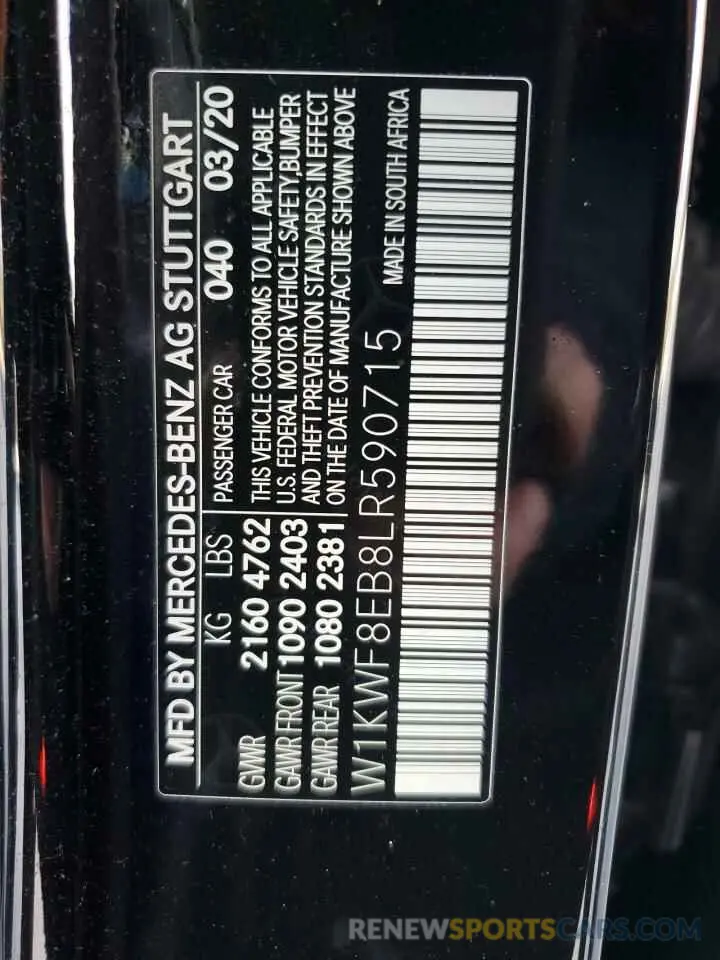 MFD BY MERCEDES-BENZ AG STUTTGART
KG LBS PASSENGER CAR 040 03/20
GWR 2160 4762 THIS VEHICLE CONFORMS TO ALL APPLICABLE
GAWR FRONT 1090 2403 U.S. FEDERAL MOTOR VEHICLE SAFETY,BUMPER
GAWR REAR 1080 2381 AND THEFT PREVENTION STANDARDS IN EFFECT
ON THE DATE OF MANUFACTURE SHOWN ABOVE
W1KWF8EB8LR590715 MADE IN SOUTH AFRICA
RENEWSPORTSCARS.COM